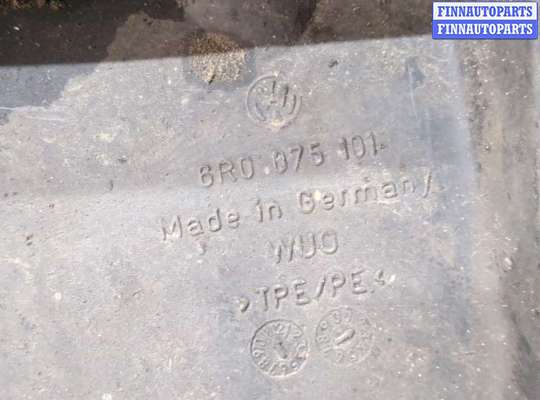 FINNAUTOPARTS
FINNAUTOPARTS
6R0.075 101.
Made in Germany
WUO
>TPE/PE<